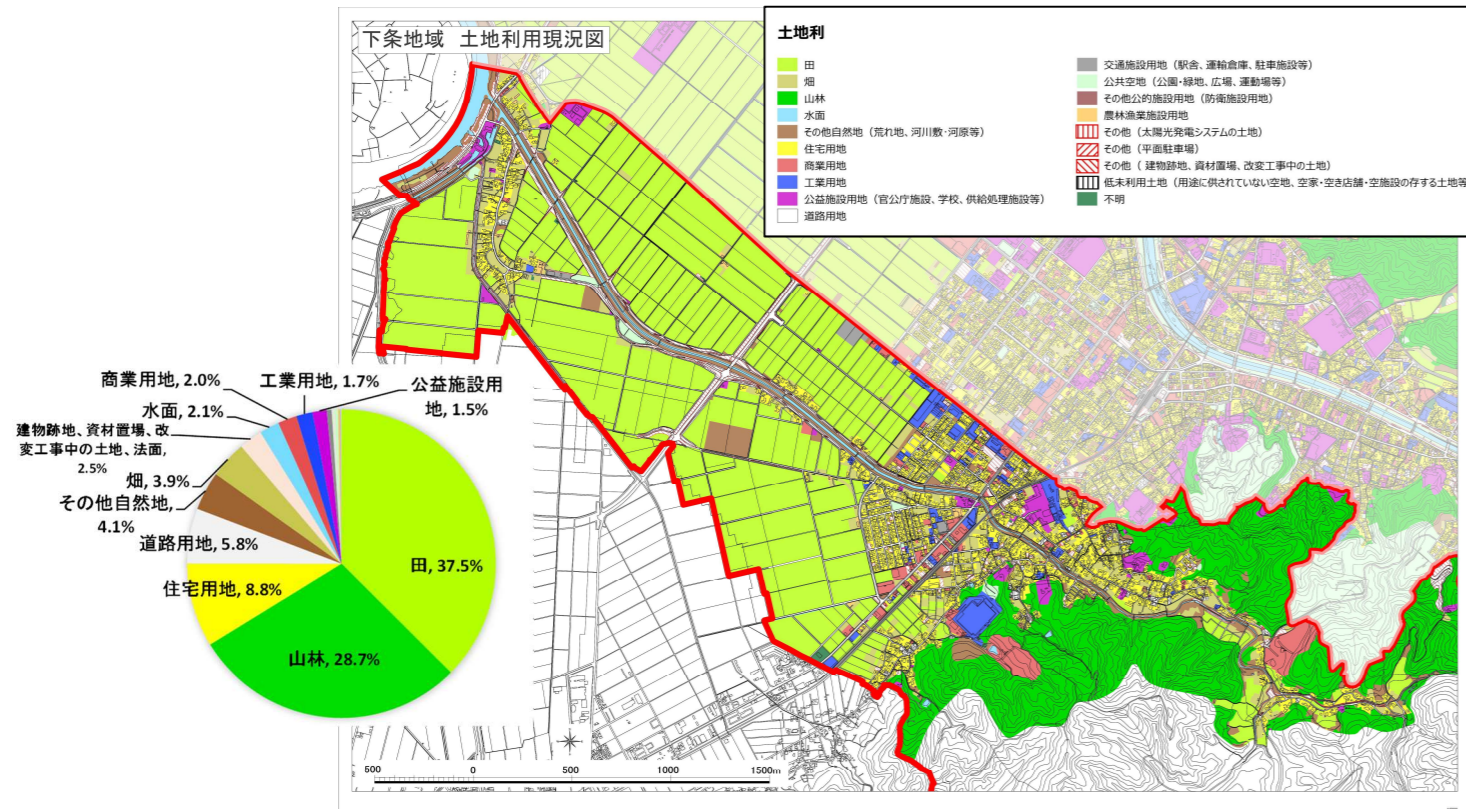 下条地域 土地利用現況図
土地利
田
畑
山林
水面
その他自然地（荒れ地、河川敷・河原等）
住宅用地
商業用地
工業用地
公益施設用地（官公庁施設、学校、供給処理施設等）
道路用地
交通施設用地（駅舎、運輸倉庫、駐車施設等）
公共空地（公園・緑地、広場、運動場等）
その他公的施設用地（防衛施設用地）
農林漁業施設用地
その他（太陽光発電システムの土地）
その他（平面駐車場）
その他（ 建物跡地、資材置場、改変工事中の土地）
低未利用土地（用途に供されていない空地、空家・空き店舗・空施設の存する土地等
不明
商業用地, 2.0%
工業用地, 1.7%
公益施設用
地, 1.5%
水面, 2.1%
建物跡地、資材置場、改
変工事中の土地、法面,
2.5%
畑, 3.9%
その他自然地,
4.1%
道路用地, 5.8%
住宅用地, 8.8%
田, 37.5%
山林, 28.7%
500 0 500 1000 1500m